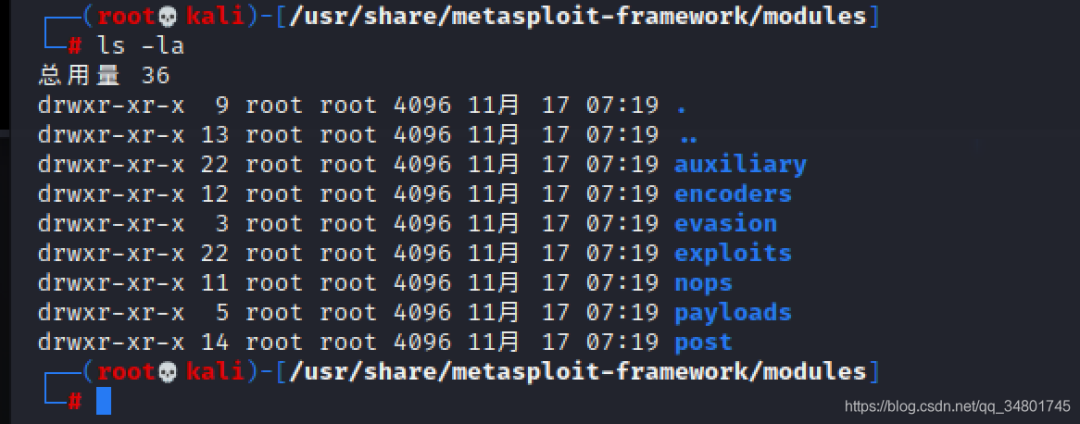 (root💀kali)-[/usr/share/metasploit-framework/modules]
# ls -la
总用量 36
drwxr-xr-x  9 root root 4096 11月  17 07:19 .
drwxr-xr-x 13 root root 4096 11月  17 07:19 ..
drwxr-xr-x 22 root root 4096 11月  17 07:19 auxiliary
drwxr-xr-x 12 root root 4096 11月  17 07:19 encoders
drwxr-xr-x  3 root root 4096 11月  17 07:19 evasion
drwxr-xr-x 22 root root 4096 11月  17 07:19 exploits
drwxr-xr-x 11 root root 4096 11月  17 07:19 nops
drwxr-xr-x  5 root root 4096 11月  17 07:19 payloads
drwxr-xr-x 14 root root 4096 11月  17 07:19 post
(root💀kali)-[/usr/share/metasploit-framework/modules]
#
https://blog.csdn.net/qq_34801745